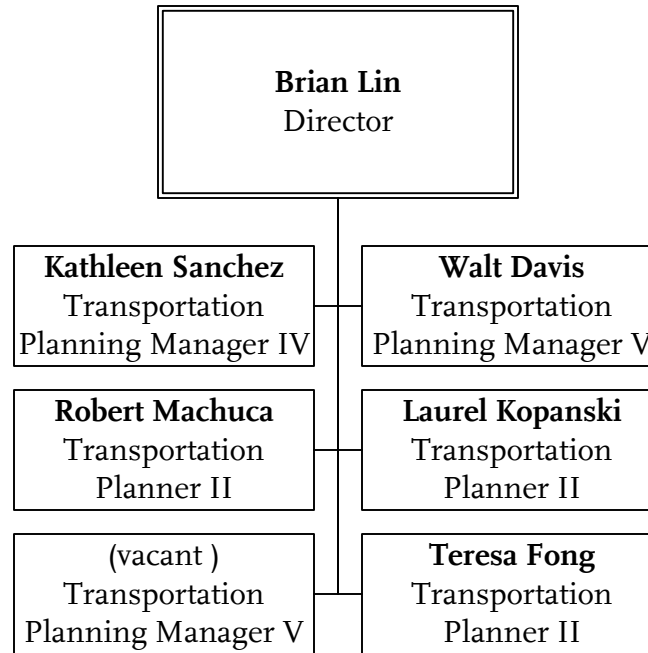 Brian Lin
Director
Kathleen Sanchez
Transportation
Planning Manager IV
Walt Davis
Transportation
Planning Manager V
Robert Machuca
Transportation
Planner II
Laurel Kopanski
Transportation
Planner II
(vacant )
Transportation
Planning Manager V
Teresa Fong
Transportation
Planner II